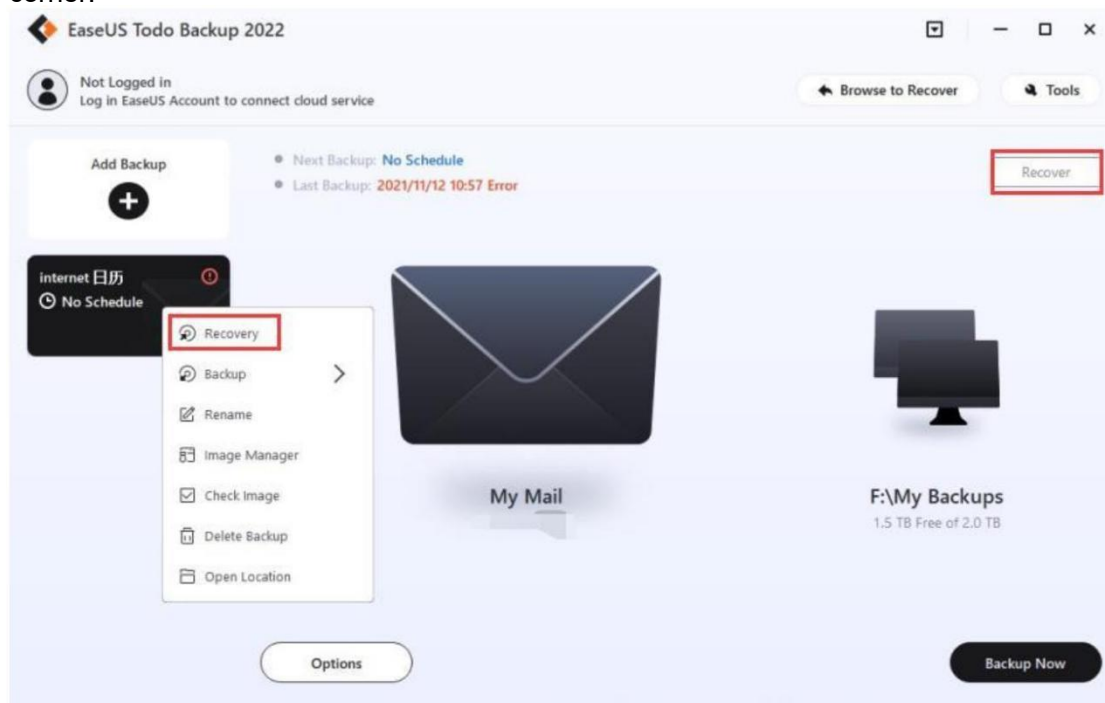 corner.
EaseUS Todo Backup 2022
Not Logged in
Log in EaseUS Account to connect cloud service
Browse to Recover
Tools
Add Backup
Next Backup: No Schedule
Last Backup: 2021/11/12 10:57 Error
Recover
internet 日历
No Schedule
Recovery
Backup
Rename
Image Manager
Check Image
Delete Backup
Open Location
My Mail
F:\My Backups
1.5 TB Free of 2.0 TB
Options
Backup Now